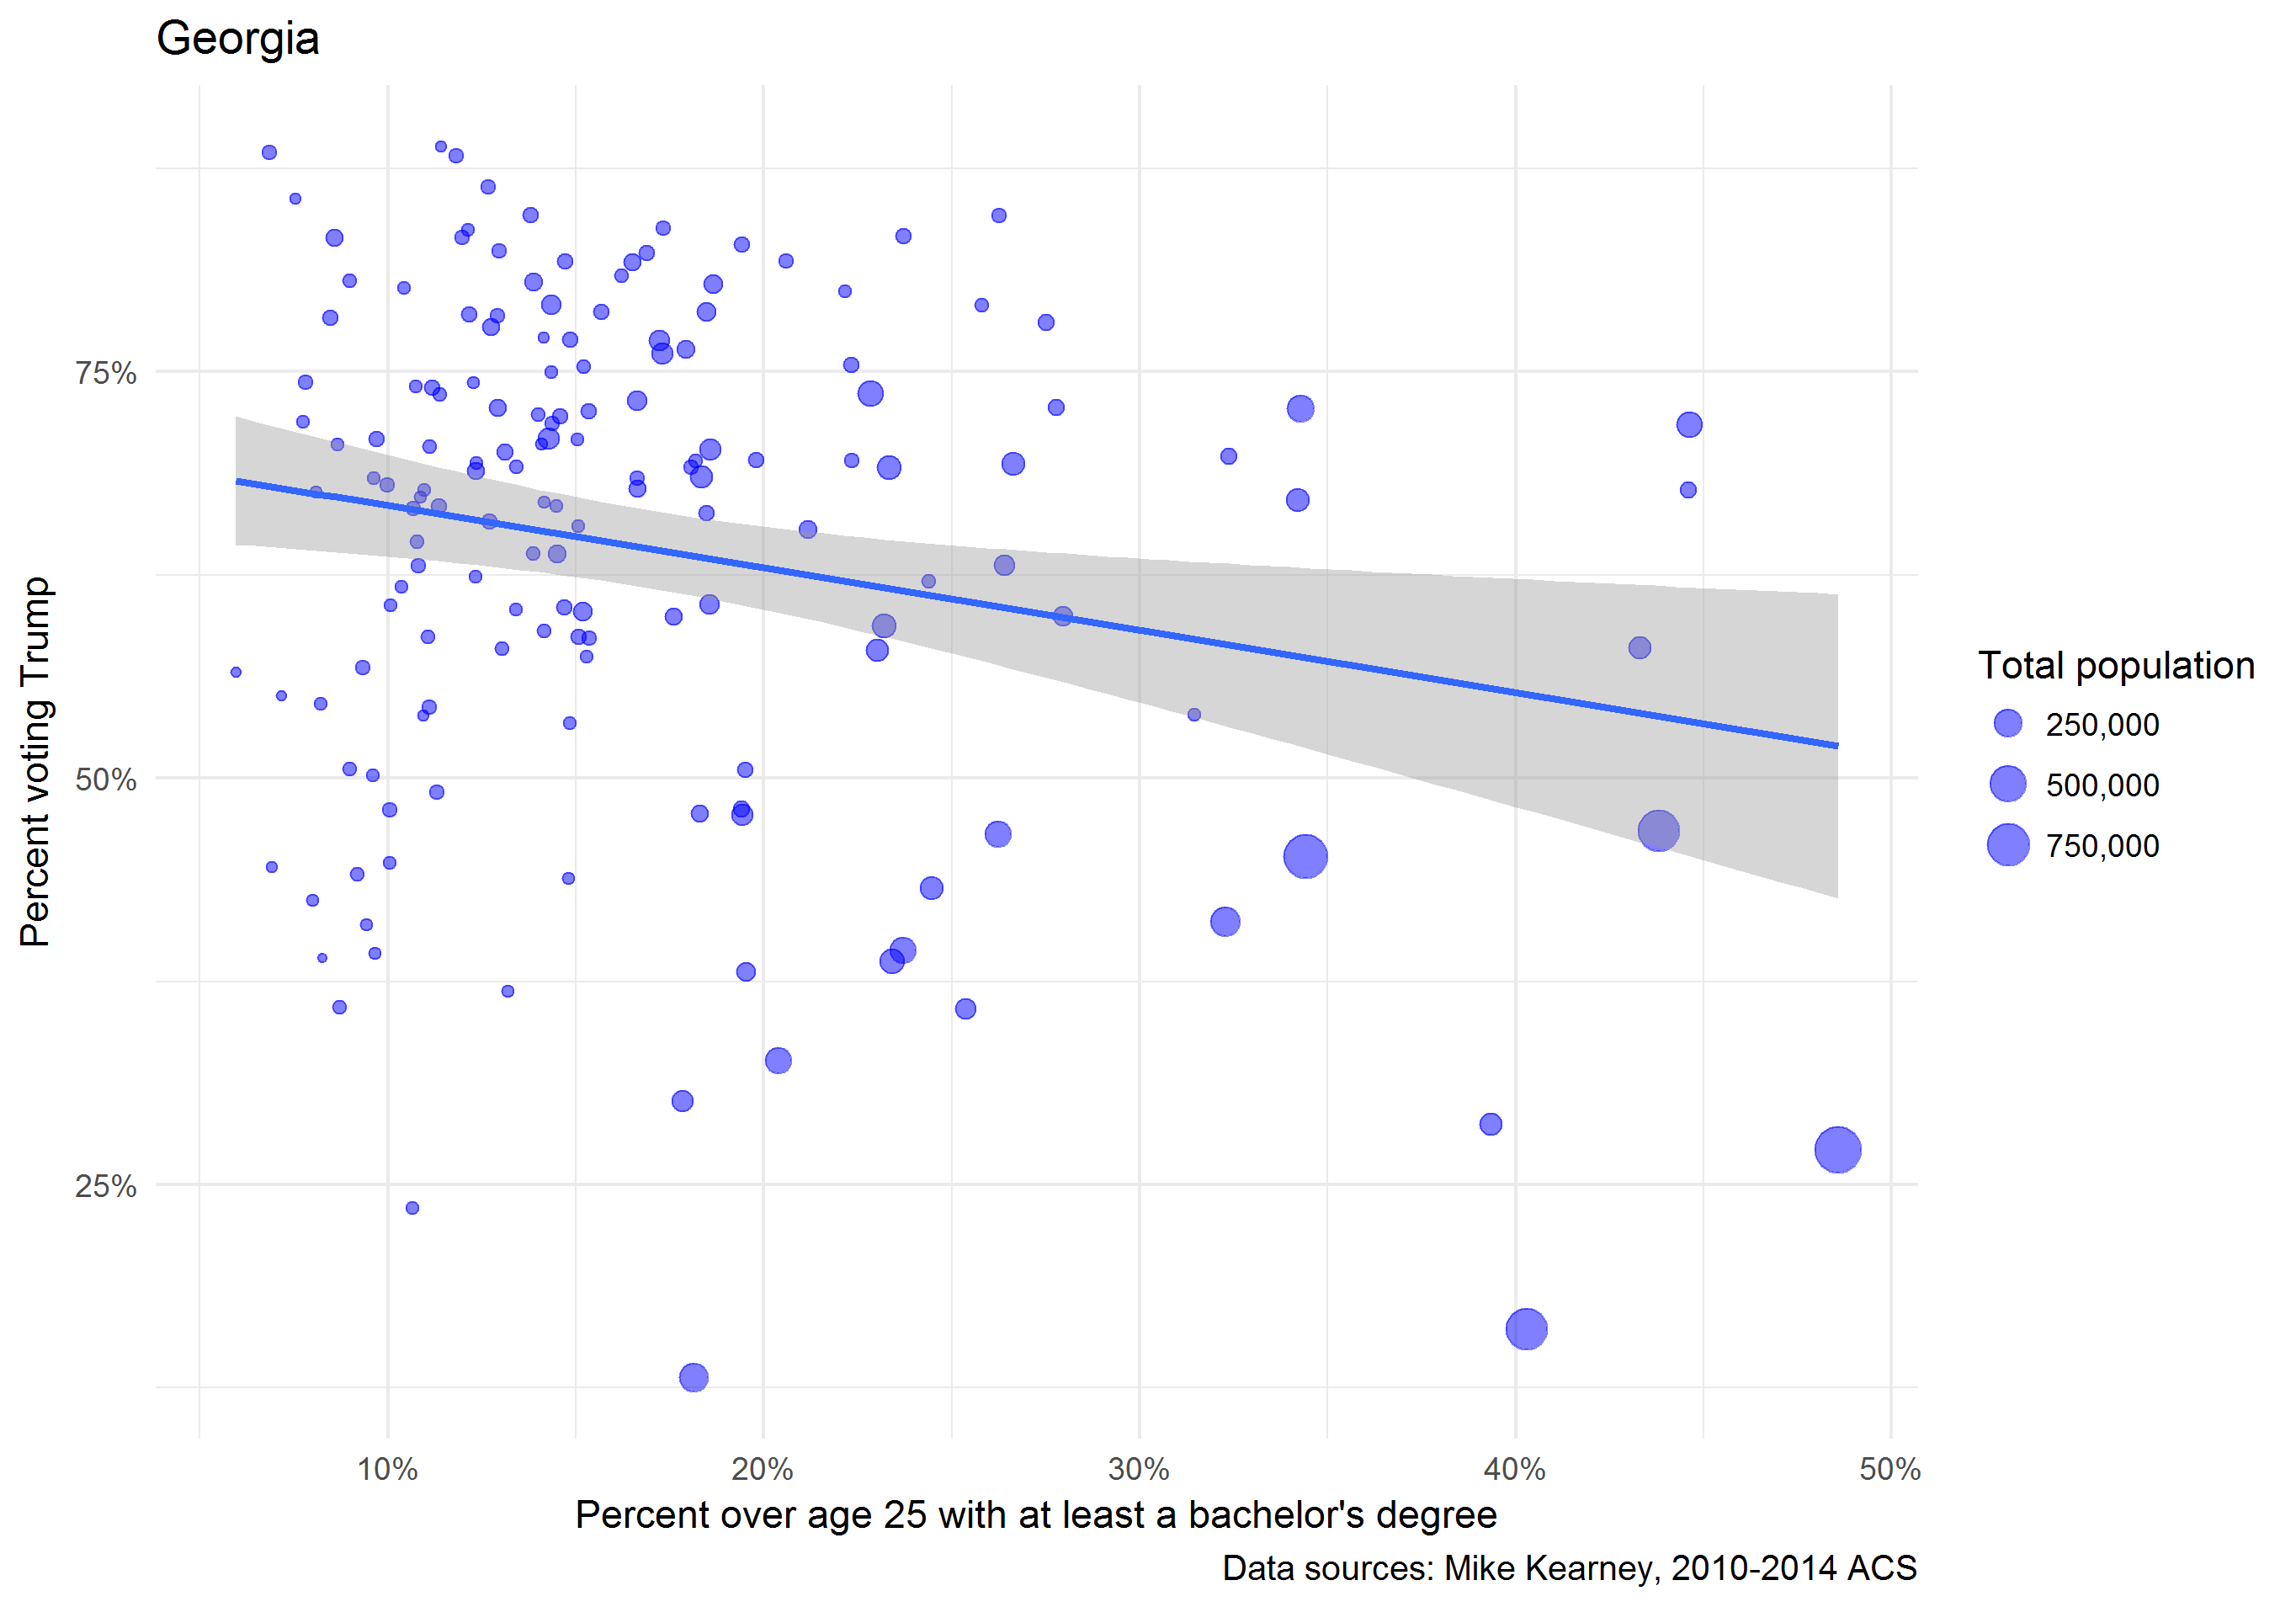 Georgia
75%
50%
25%
Percent voting Trump
10% 20% 30% 40% 50%
Percent over age 25 with at least a bachelor's degree
Total population
250,000
500,000
750,000
Data sources: Mike Kearney, 2010-2014 ACS